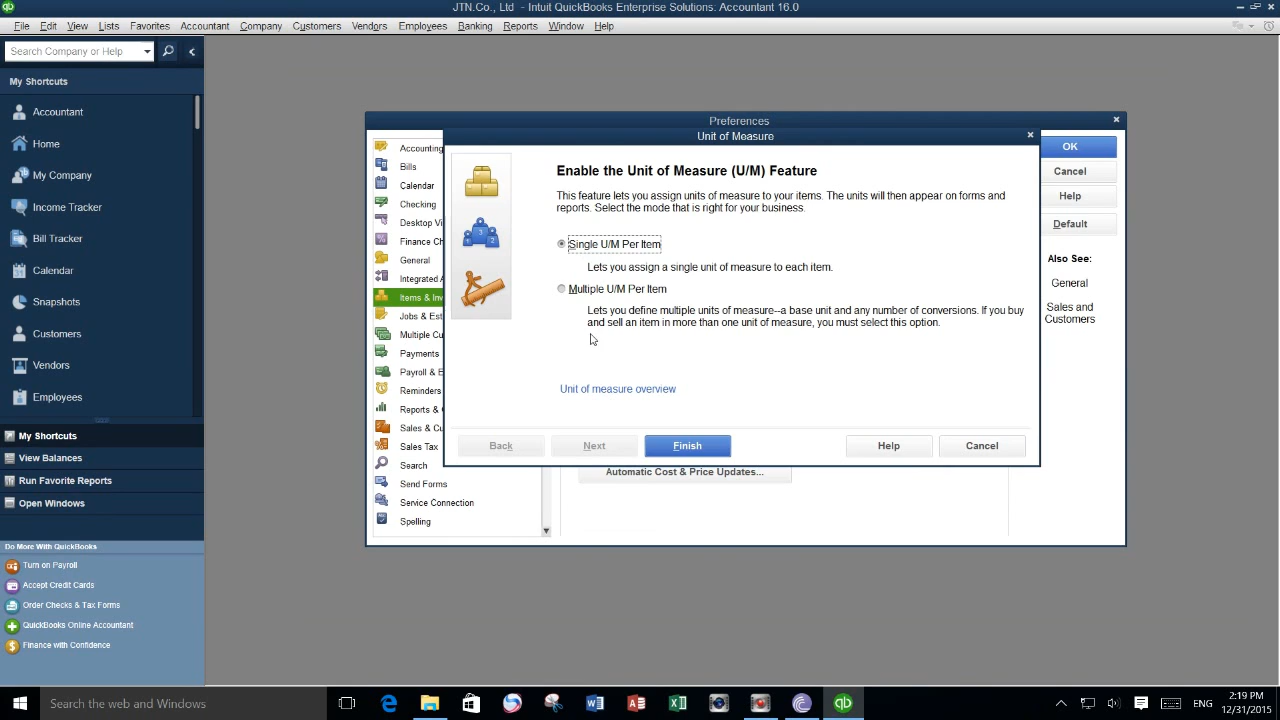 JTN.Co., Ltd - Intuit QuickBooks Enterprise Solutions: Accountant 16.0
File Edit View Lists Favorites Accountant Company Customers Vendors Employees Banking Reports Window Help
Search Company or Help
My Shortcuts
Accountant
Home
My Company
Income Tracker
Bill Tracker
Calendar
Snapshots
Customers
Vendors
Employees
My Shortcuts
View Balances
Run Favorite Reports
Open Windows
Do More With QuickBooks
Turn on Payroll
Accept Credit Cards
Order Checks & Tax Forms
QuickBooks Online Accountant
Finance with Confidence
Preferences
Accounting
Bills
Calendar
Checking
Desktop Vi
Finance Ch
General
Integrated A
Items & Inv
Jobs & Est
Multiple Cu
Payments
Payroll & E
Reminders
Reports &
Sales & Cu
Sales Tax
Search
Send Forms
Service Connection
Spelling
Unit of Measure
Enable the Unit of Measure (U/M) Feature
This feature lets you assign units of measure to your items. The units will then appear on forms and
reports. Select the mode that is right for your business.
Single U/M Per Item
Lets you assign a single unit of measure to each item.
Multiple U/M Per Item
Lets you define multiple units of measure--a base unit and any number of conversions. If you buy
and sell an item in more than one unit of measure, you must select this option.
Unit of measure overview
Back Next Finish Help Cancel
Automatic Cost & Price Updates...
OK
Cancel
Help
Default
Also See:
General
Sales and
Customers
Search the web and Windows
ENG
2:19 PM
12/31/2015